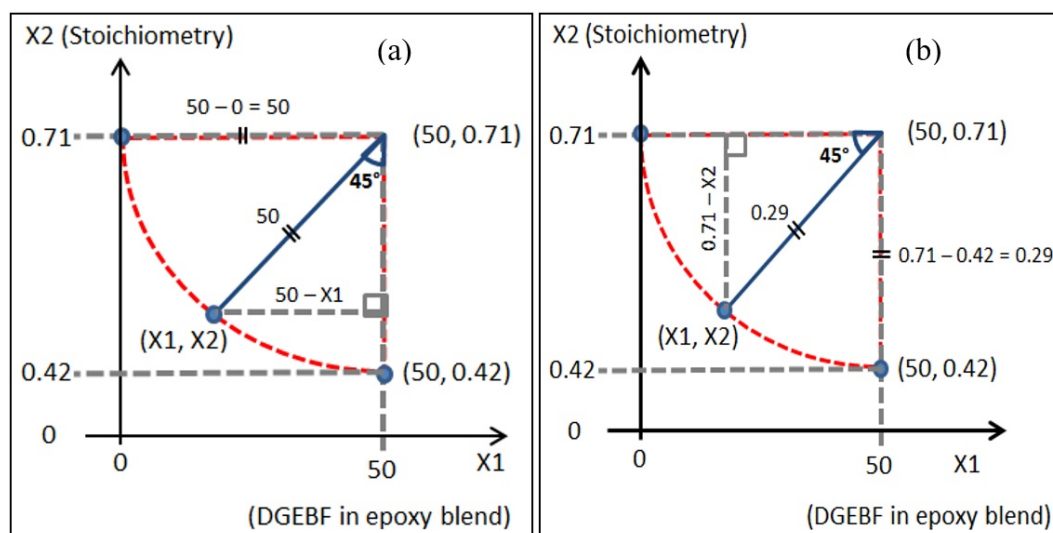 X2 (Stoichiometry)
(a)
50 – 0 = 50
0.71
(50, 0.71)
45°
50
50 – X1
(X1, X2)
0.42
(50, 0.42)
0
0
50
X1
(DGEBF in epoxy blend)
X2 (Stoichiometry)
(b)
0.71
(50, 0.71)
45°
0.71 – X2
0.29
0.71 – 0.42 = 0.29
(X1, X2)
0.42
(50, 0.42)
0
0
50
X1
(DGEBF in epoxy blend)